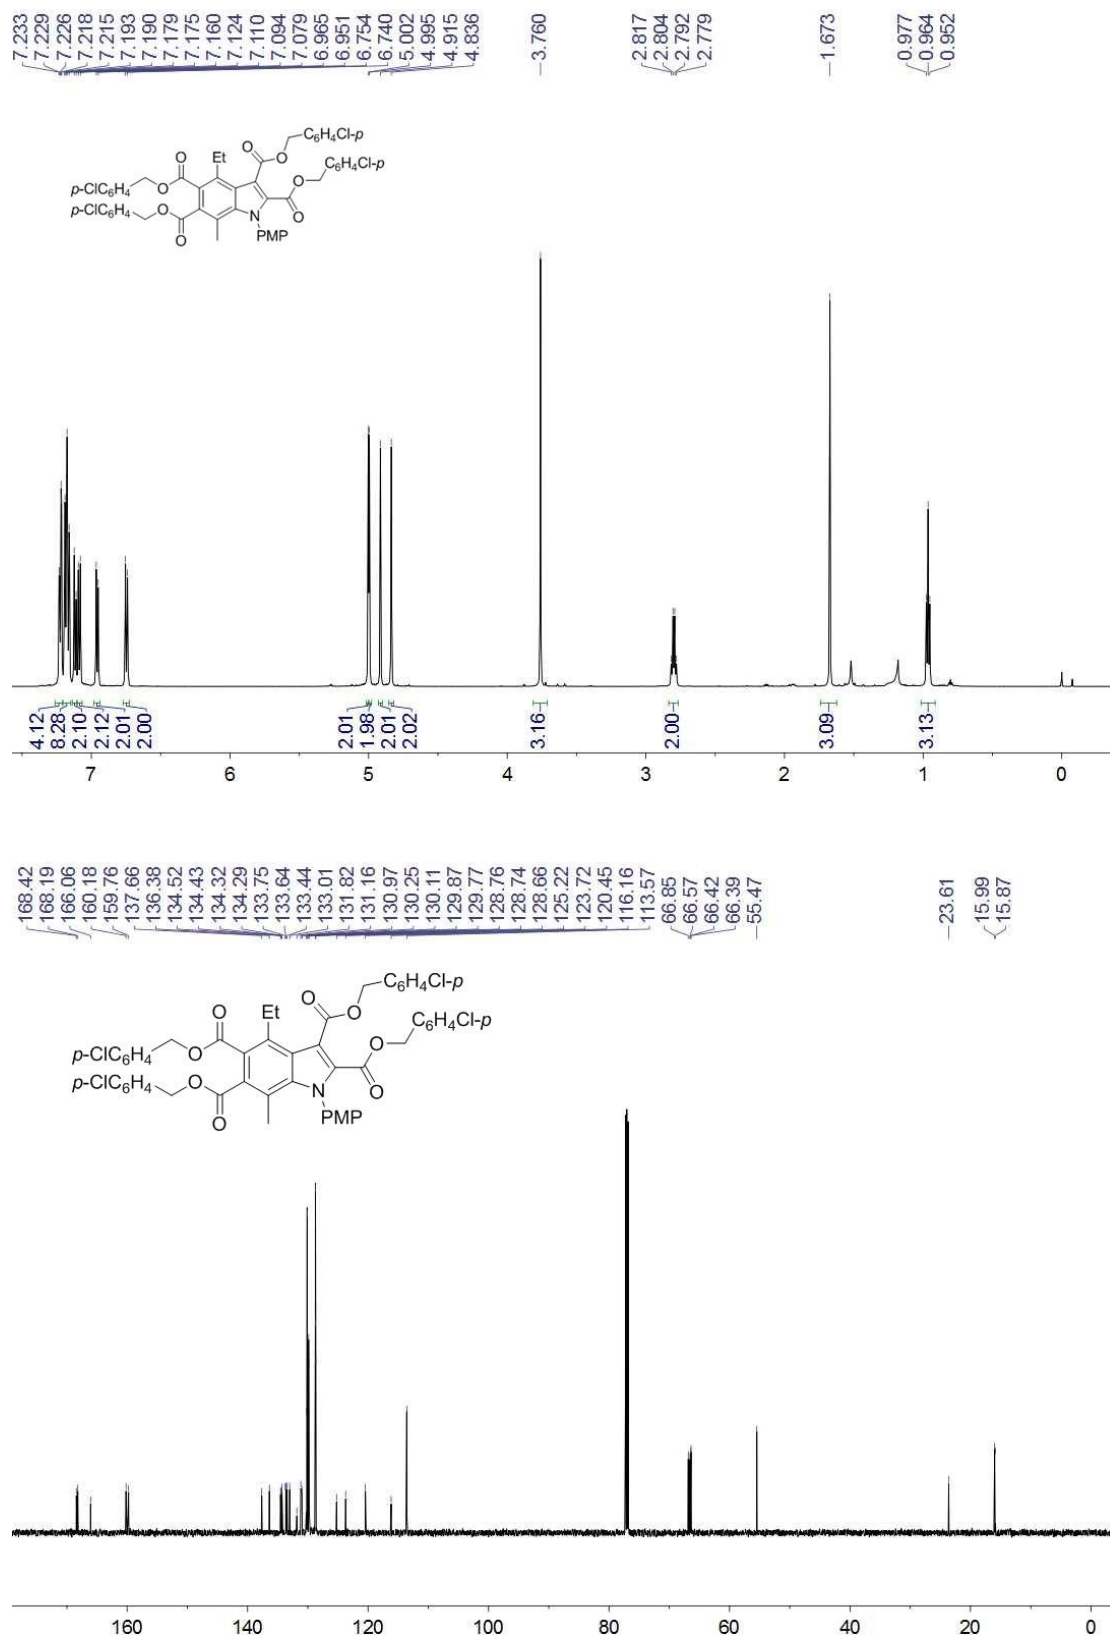 7.233
7.229
7.226
7.218
7.215
7.193
7.190
7.179
7.175
7.160
7.124
7.110
7.094
7.079
6.965
6.951
6.754
6.740
5.002
4.995
4.915
4.836
3.760
2.817
2.804
2.792
2.779
1.673
0.977
0.964
0.952
C6H4Cl-p
Et
O
O
O
C6H4Cl-p
p-ClC6H4
O
O
p-ClC6H4
O
N
O
O
PMP
4.12
8.28
2.10
2.12
2.01
2.00
2.01
1.98
2.01
2.02
3.16
2.00
3.09
3.13
7 6 5 4 3 2 1 0
168.42
168.19
166.06
160.18
159.76
137.66
136.38
134.52
134.43
134.32
134.29
133.75
133.64
133.44
133.01
131.82
131.16
130.97
130.25
130.11
129.87
129.77
128.76
128.74
128.66
125.22
123.72
120.45
116.16
113.57
66.85
66.57
66.42
66.39
55.47
23.61
15.99
15.87
C6H4Cl-p
O
Et
O
O
C6H4Cl-p
p-ClC6H4
O
O
p-ClC6H4
O
N
O
O
PMP
160 140 120 100 80 60 40 20 0